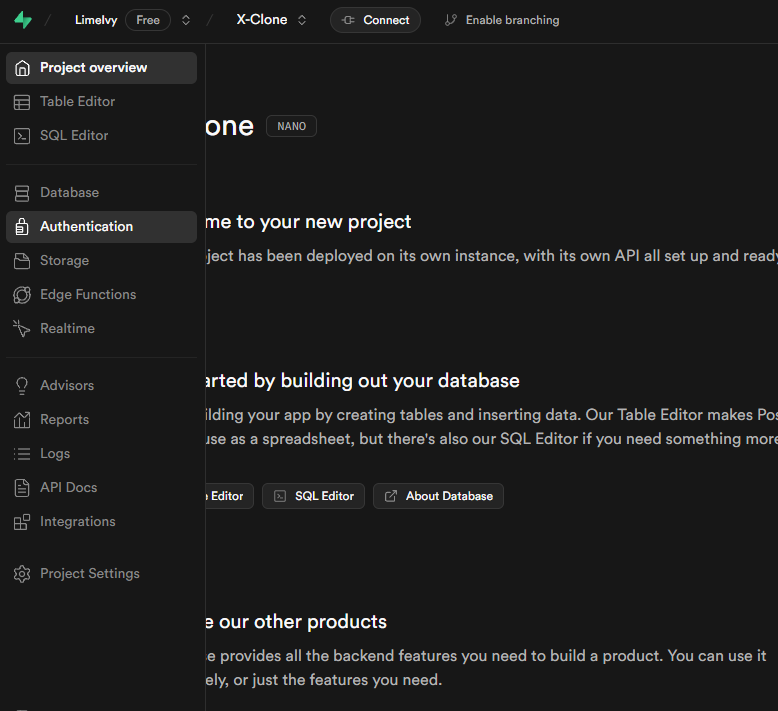 Limelvy Free X-Clone Connect Enable branching
Project overview
Table Editor
SQL Editor
Database
Authentication
Storage
Edge Functions
Realtime
Advisors
Reports
Logs
API Docs
Integrations
Project Settings
one NANO
me to your new project
ject has been deployed on its own instance, with its own API all set up and ready
arted by building out your database
ilding your app by creating tables and inserting data. Our Table Editor makes Pos
use as a spreadsheet, but there's also our SQL Editor if you need something more
e Editor SQL Editor About Database
e our other products
se provides all the backend features you need to build a product. You can use it
ely, or just the features you need.